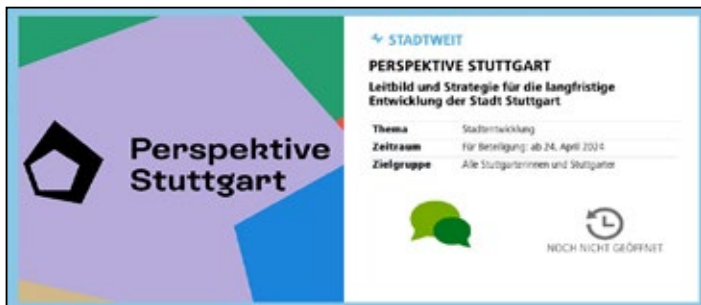 Perspektive
Stuttgart
STADTWEIT
PERSPEKTIVE STUTTGART
Leitbild und Strategie für die langfristige
Entwicklung der Stadt Stuttgart
Thema Stadtentwicklung
Zeitraum Für Beteiligung: ab 24. April 2024
Zielgruppe Alle Stuttgarterinnen und Stuttgarter
NOCH NICHT GEÖFFNET